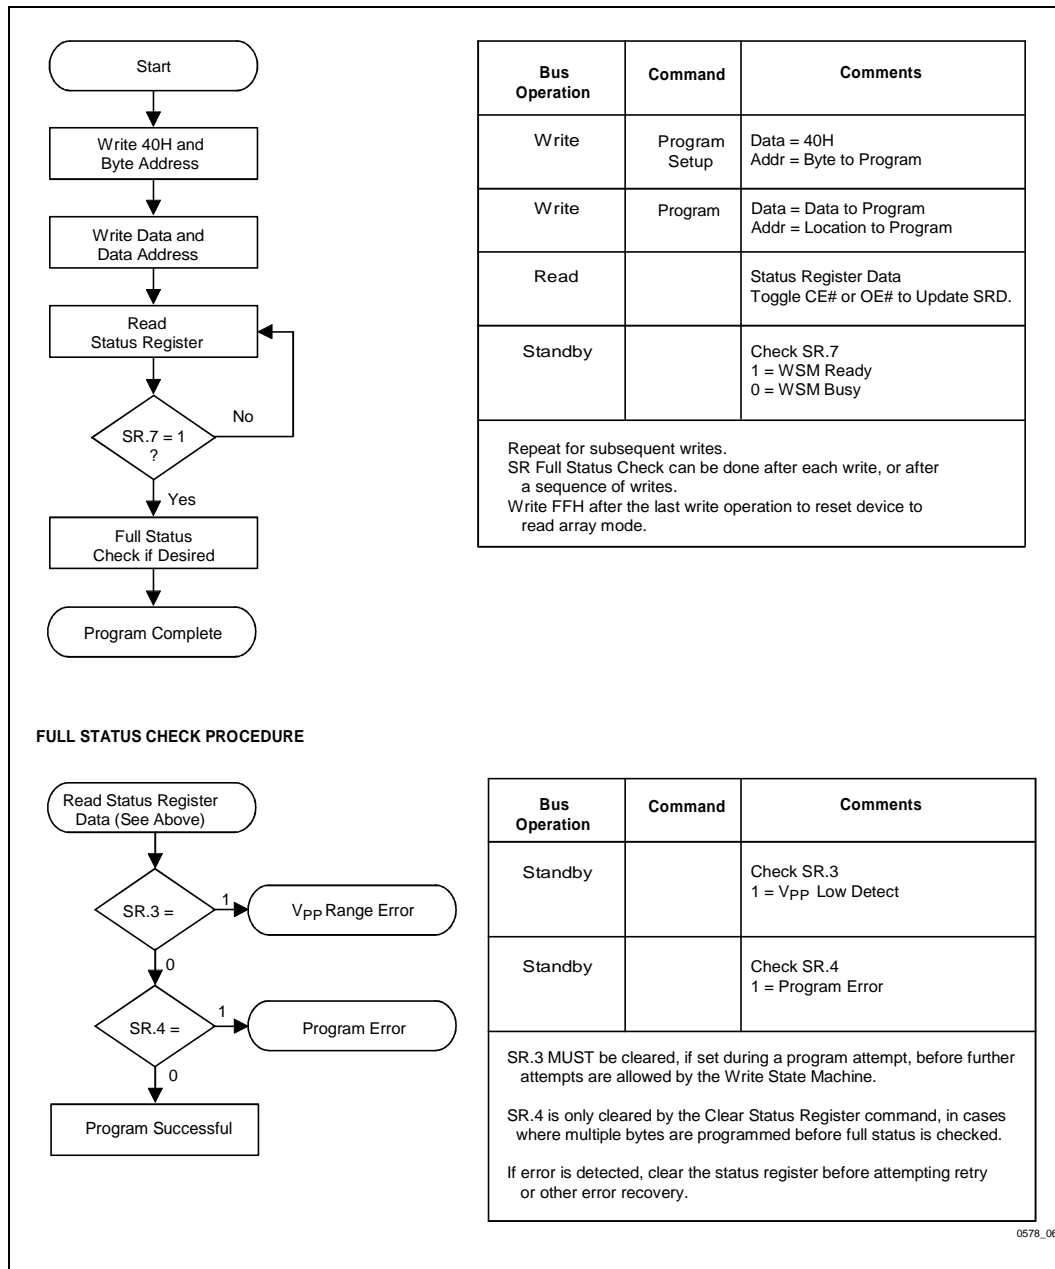 Start
Write 40H and
Byte Address
Write Data and
Data Address
Read
Status Register
No
SR.7 = 1
?
Yes
Full Status
Check if Desired
Program Complete
Bus
Operation
Command
Comments
Write
Program
Setup
Data = 40H
Addr = Byte to Program
Write
Program
Data = Data to Program
Addr = Location to Program
Read
Status Register Data
Toggle CE# or OE# to Update SRD.
Standby
Check SR.7
1 = WSM Ready
0 = WSM Busy
Repeat for subsequent writes.
SR Full Status Check can be done after each write, or after
a sequence of writes.
Write FFH after the last write operation to reset device to
read array mode.
FULL STATUS CHECK PROCEDURE
Read Status Register
Data (See Above)
SR.3 =
1
VPP Range Error
0
SR.4 =
1
Program Error
0
Program Successful
Bus
Operation
Command
Comments
Standby
Check SR.3
1 = VPP Low Detect
Standby
Check SR.4
1 = Program Error
SR.3 MUST be cleared, if set during a program attempt, before further
attempts are allowed by the Write State Machine.
SR.4 is only cleared by the Clear Status Register command, in cases
where multiple bytes are programmed before full status is checked.
If error is detected, clear the status register before attempting retry
or other error recovery.
0578_06